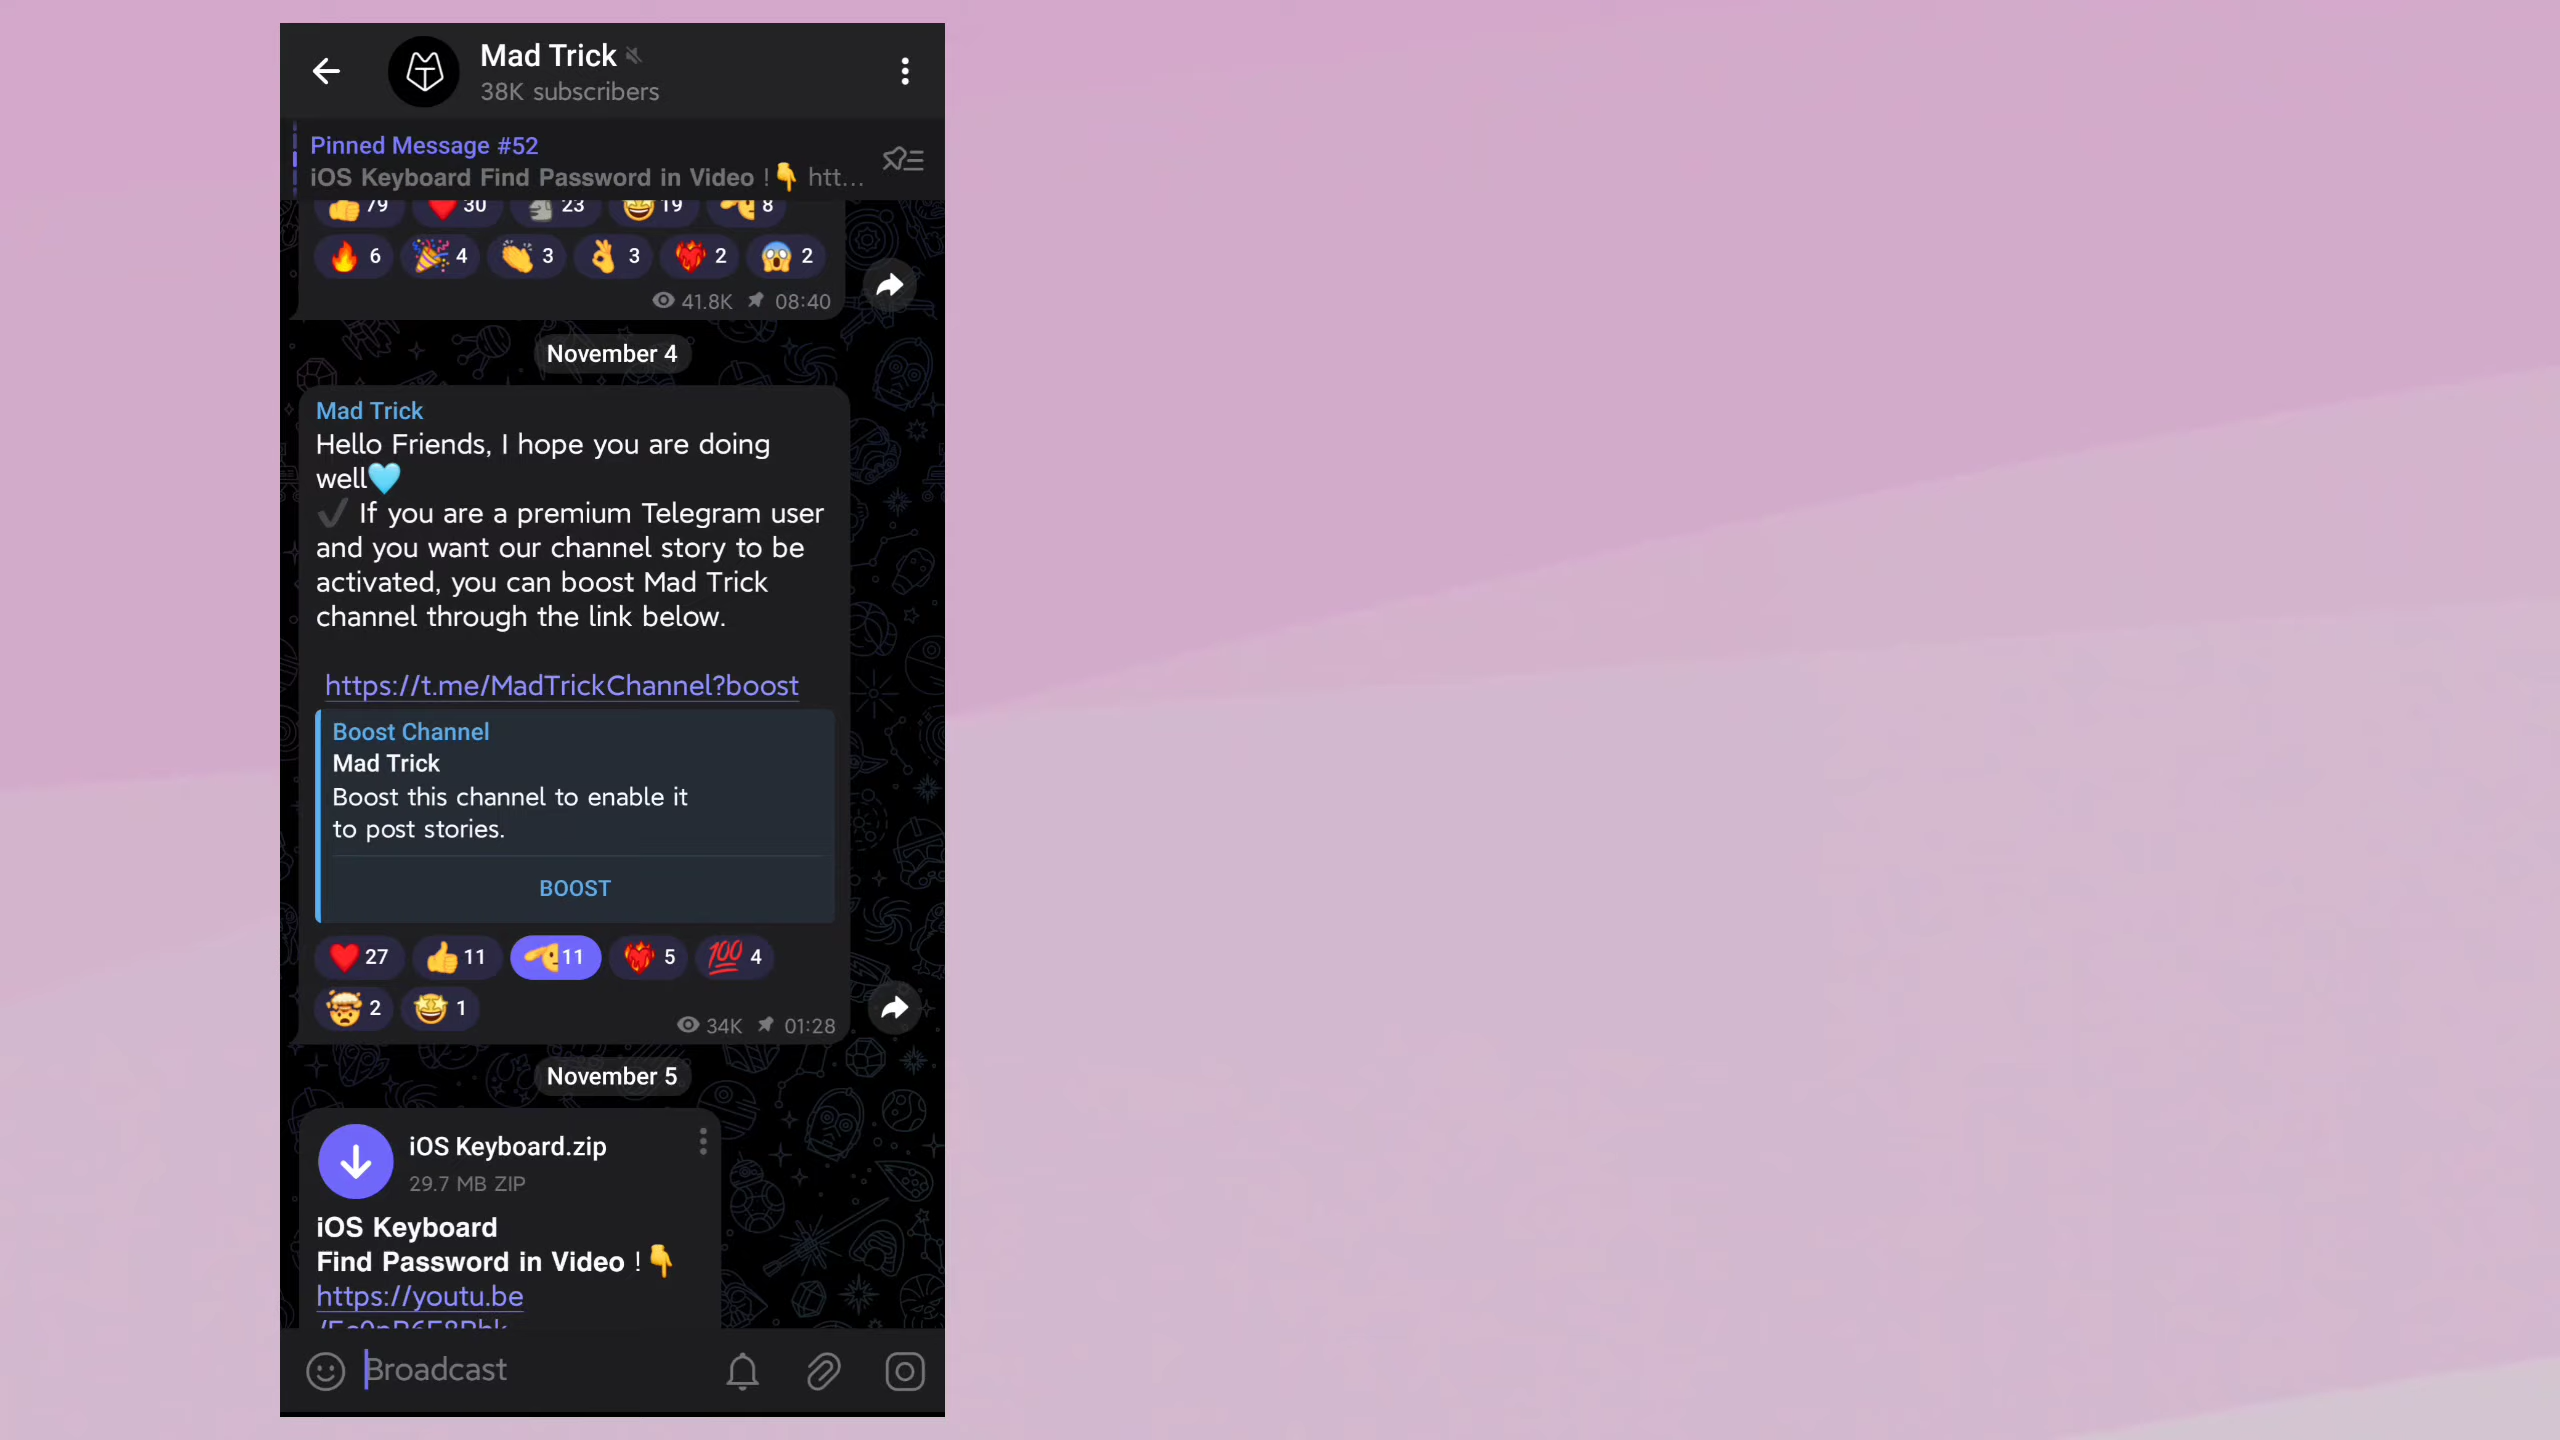 Mad Trick
38K subscribers
Pinned Message #52
iOS Keyboard Find Password in Video !👇 htt...
👍 79 ❤️ 30 🗿 23 🤩 19 8
🔥 6 🎉 4 👏 3 👌 3 ❤️‍🔥 2 😱 2
41.8K 08:40
November 4
Mad Trick
Hello Friends, I hope you are doing
well🩵
✔️ If you are a premium Telegram user
and you want our channel story to be
activated, you can boost Mad Trick
channel through the link below.
https://t.me/MadTrickChannel?boost
Boost Channel
Mad Trick
Boost this channel to enable it
to post stories.
BOOST
❤️ 27 👍 11 11 ❤️‍🔥 5 💯 4
🤯 2 🤩 1
34K 01:28
November 5
iOS Keyboard.zip
29.7 MB ZIP
iOS Keyboard
Find Password in Video !👇
https://youtu.be
Broadcast